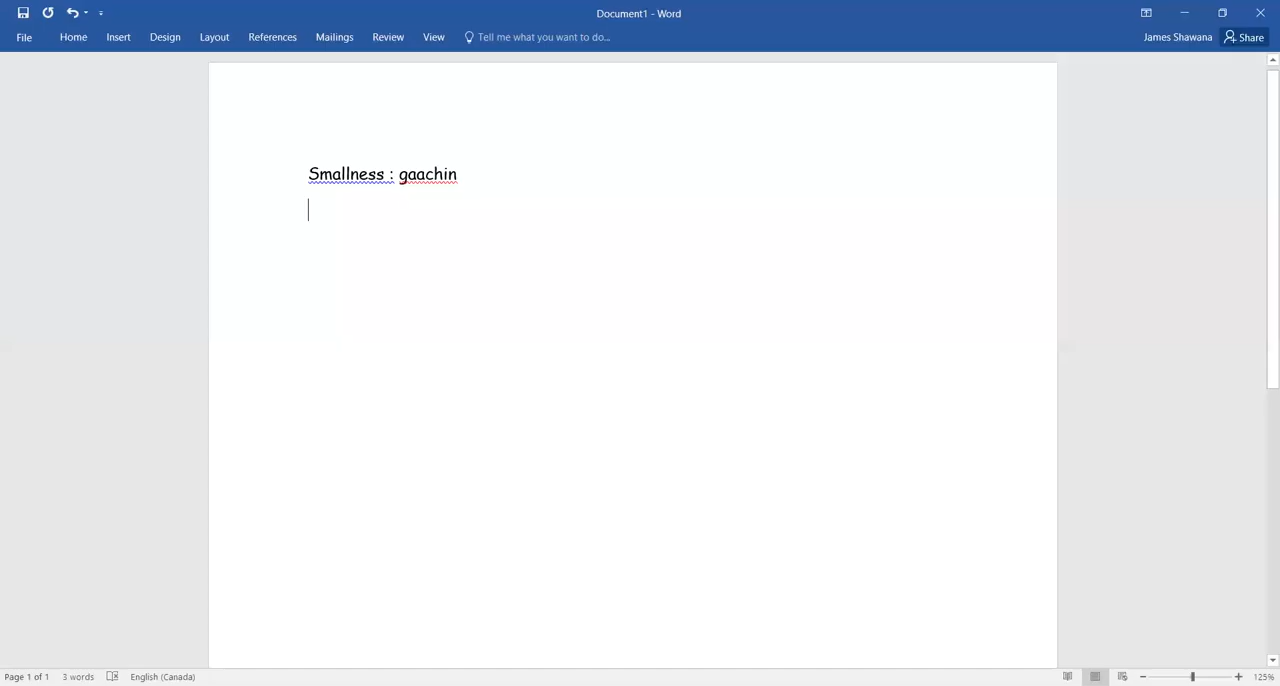 Document1 - Word
File Home Insert Design Layout References Mailings Review View Tell me what you want to do... James Shawana Share
Smallness : gaachin
Page 1 of 1 3 words English (Canada) 125%